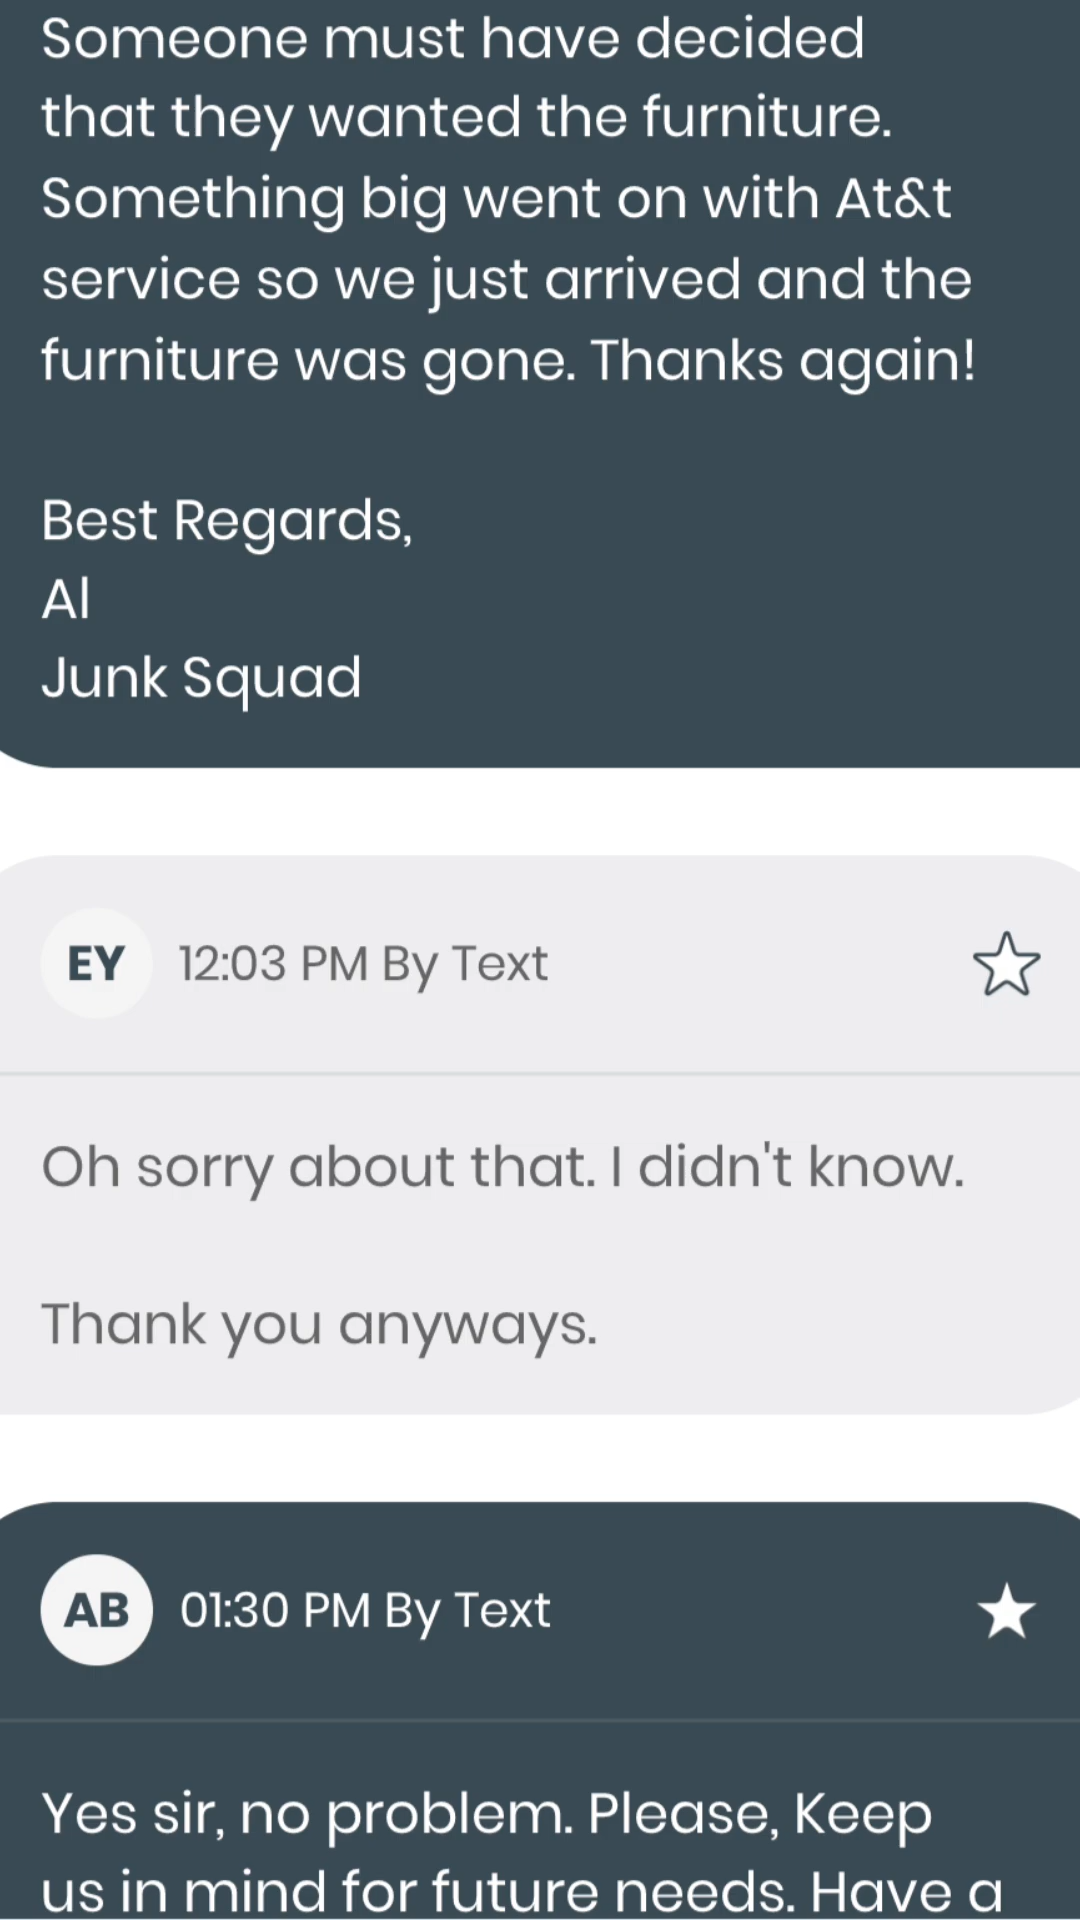 Someone must have decided
that they wanted the furniture.
Something big went on with At&t
service so we just arrived and the
furniture was gone. Thanks again!
Best Regards,
Al
Junk Squad
EY 12:03 PM By Text
Oh sorry about that. I didn't know.
Thank you anyways.
AB 01:30 PM By Text
Yes sir, no problem. Please, Keep
us in mind for future needs. Have a